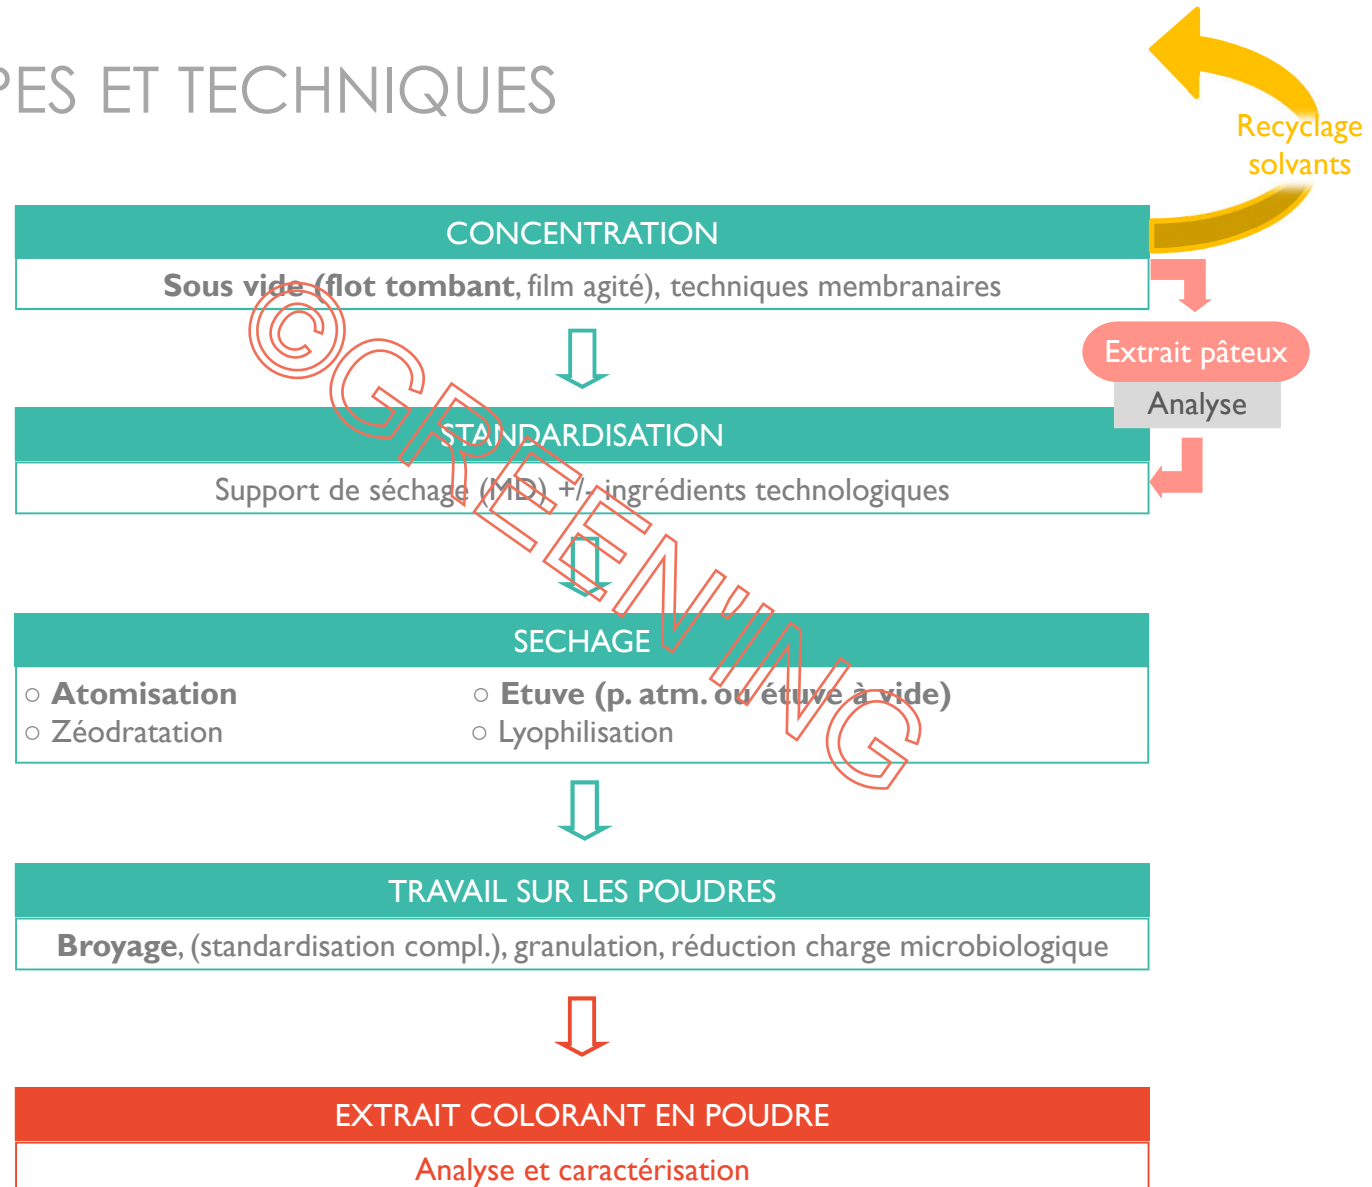 PES ET TECHNIQUES
Recyclage
solvants
CONCENTRATION
Sous vide (flot tombant, film agité), techniques membranaires
Extrait pâteux
Analyse
STANDARDISATION
Support de séchage (MD) +/- ingrédients technologiques
SECHAGE
○ Atomisation
○ Etuve (p. atm. ou étuve à vide)
○ Zéodratation
○ Lyophilisation
TRAVAIL SUR LES POUDRES
Broyage, (standardisation compl.), granulation, réduction charge microbiologique
EXTRAIT COLORANT EN POUDRE
Analyse et caractérisation
©GREEN'ING